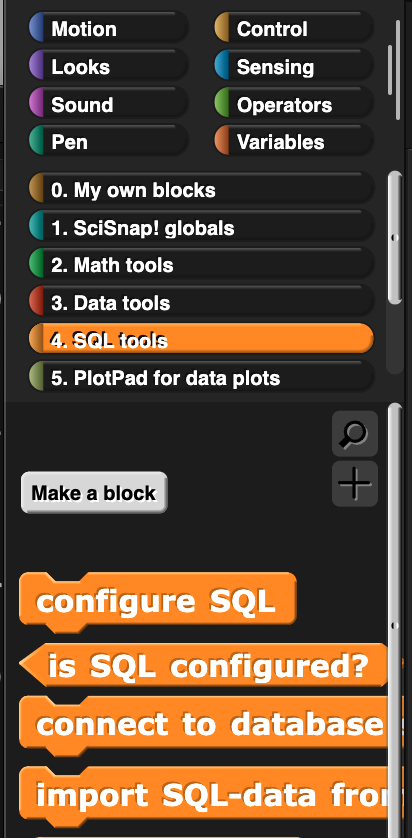 Motion
Control
Looks
Sensing
Sound
Operators
Pen
Variables
0. My own blocks
1. SciSnap! globals
2. Math tools
3. Data tools
4. SQL tools
5. PlotPad for data plots
Make a block
configure SQL
is SQL configured?
connect to database
import SQL-data from